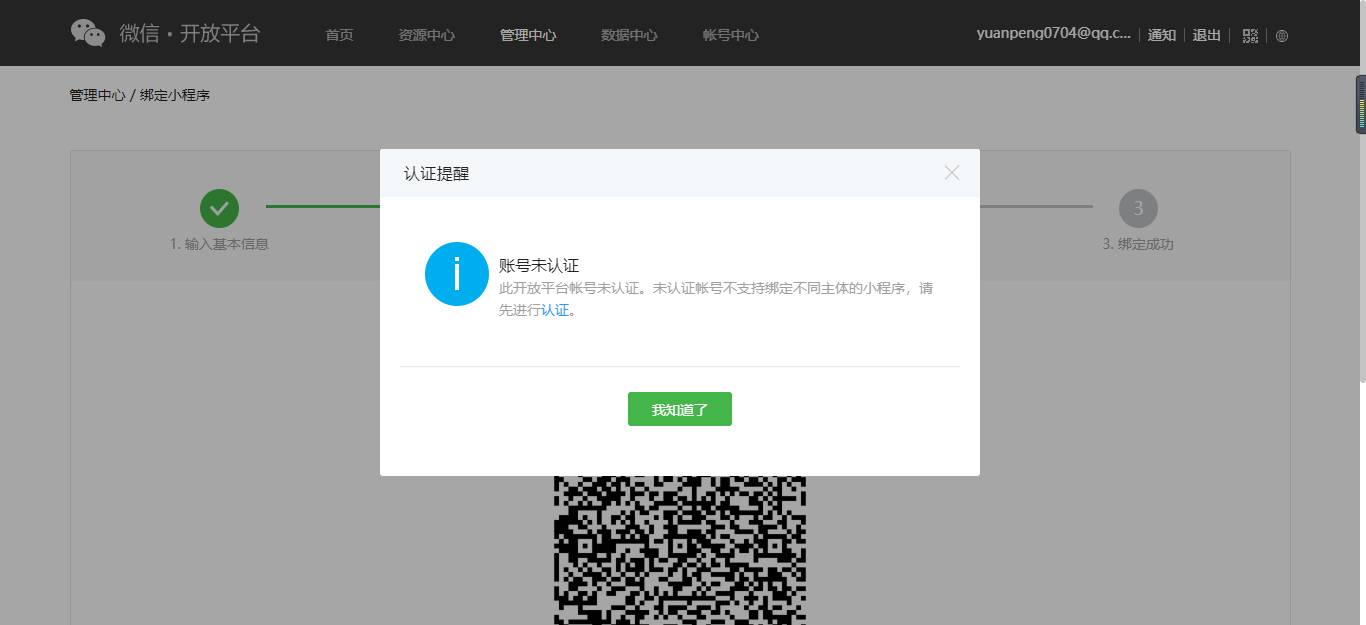 微信·开放平台
首页
资源中心
管理中心
数据中心
帐号中心
yuanpeng0704@qq.c...
通知
退出
管理中心 / 绑定小程序
认证提醒
1. 输入基本信息
3
3. 绑定成功
账号未认证
此开放平台帐号未认证。未认证帐号不支持绑定不同主体的小程序，请
先进行认证。
我知道了